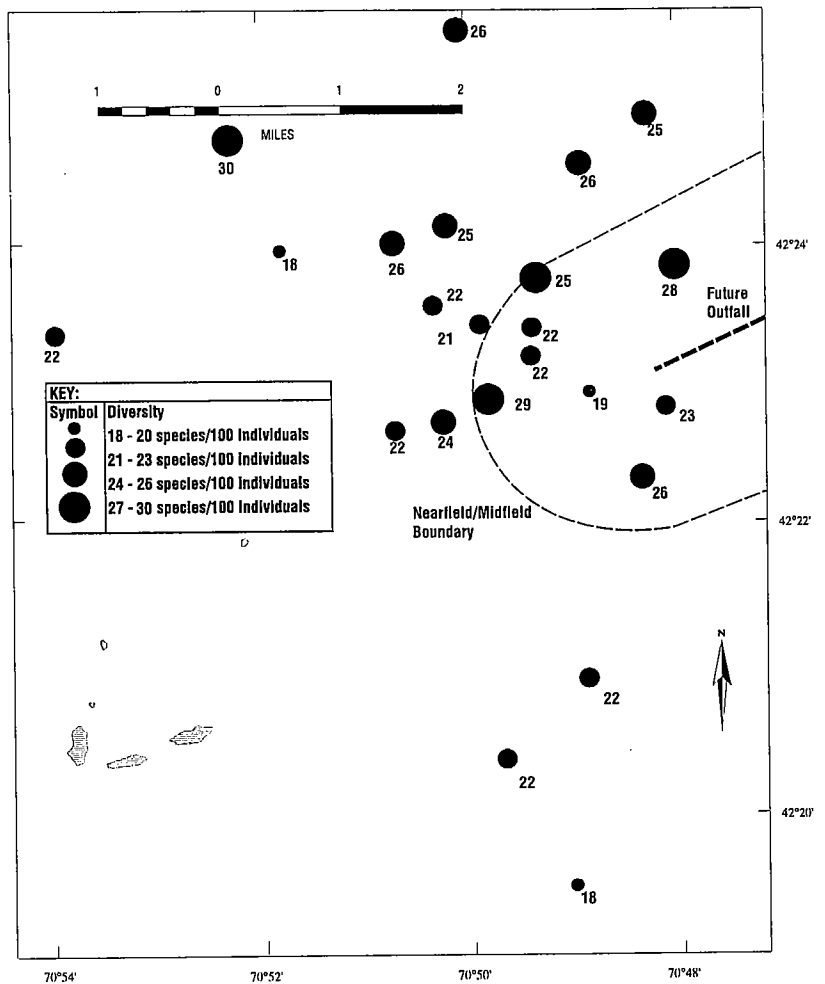 26
1 0 1 2
MILES
30
25
26
25
26
18
42°24'
25
28
22
21
22
22
Future
Outfall
22
19
23
29
24
22
26
KEY:
Symbol Diversity
18 - 20 species/100 Individuals
21 - 23 species/100 Individuals
24 - 26 species/100 Individuals
27 - 30 species/100 Individuals
Nearfield/Midfield
Boundary
42°22'
N
22
22
42°20'
18
70°54' 70°52' 70°50' 70°48'